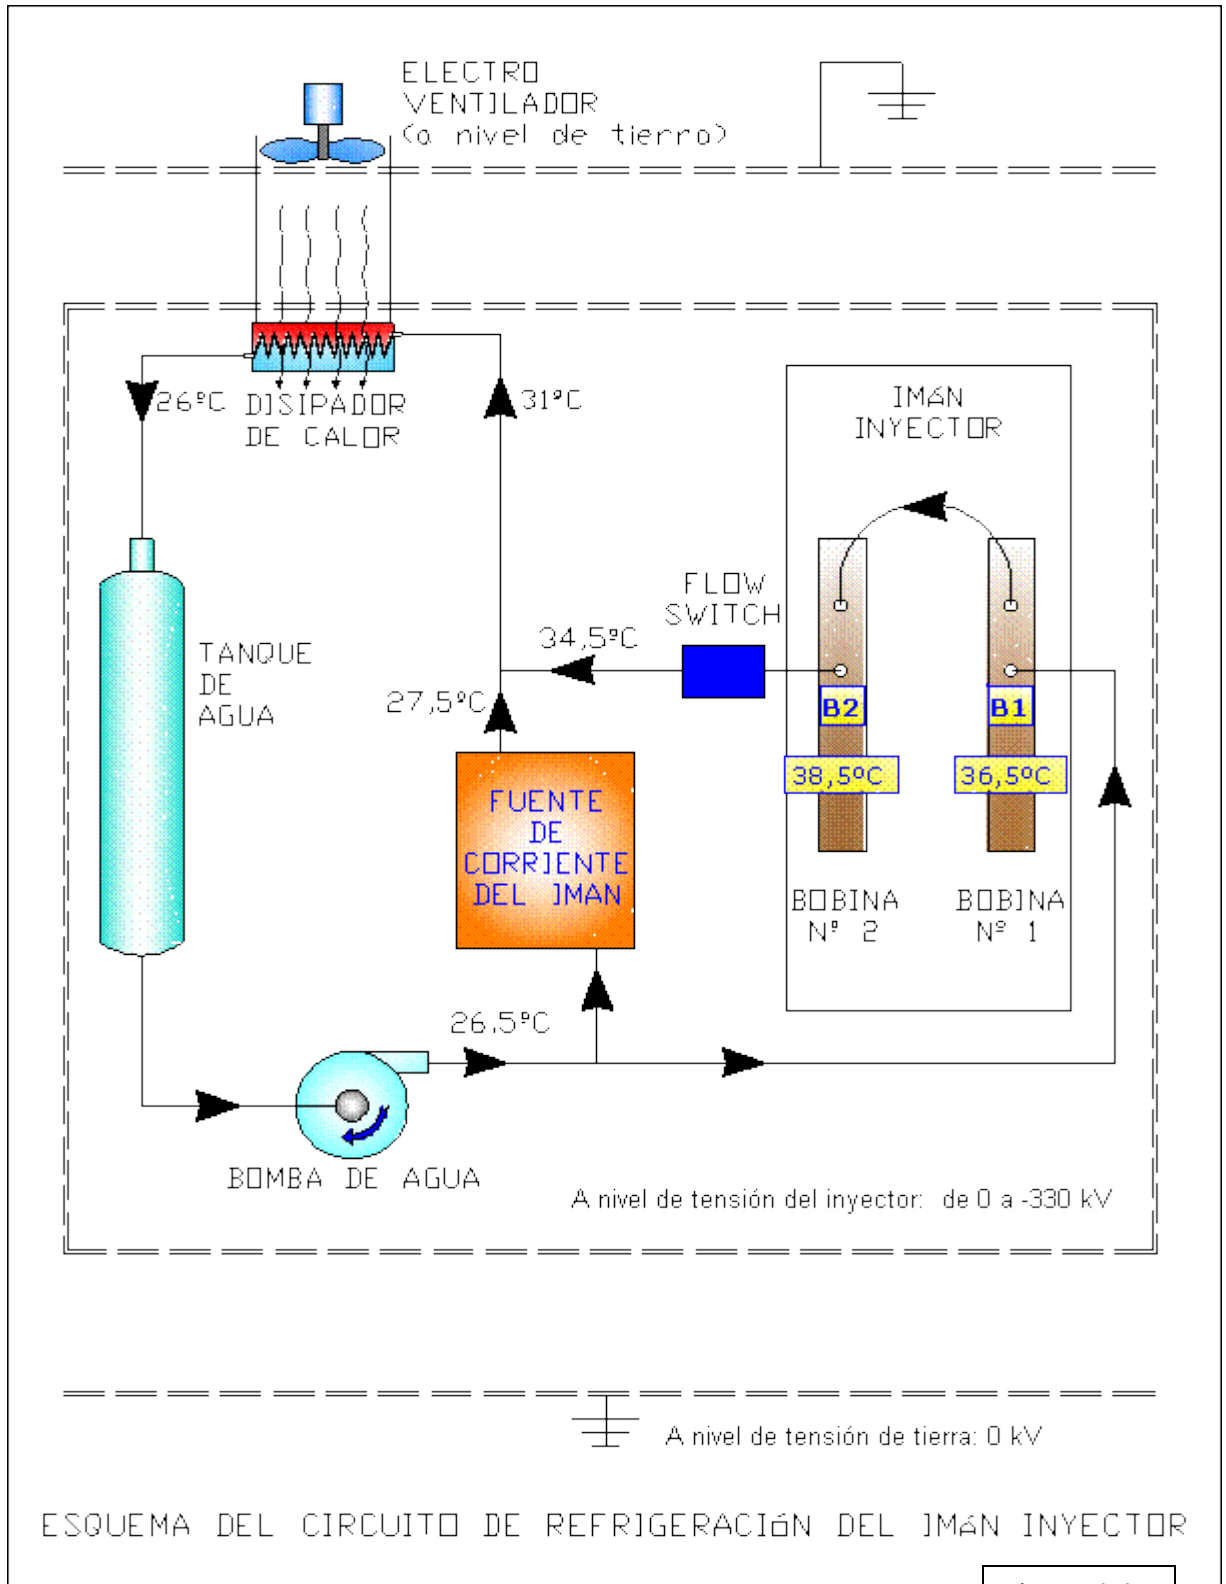 ELECTRO
VENTILADOR
(a nivel de tierra)
26ºC
DISIPADOR
DE CALOR
31ºC
IMáN
INYECTOR
FLOW
SWITCH
34,5ºC
TANQUE
DE
AGUA
27,5ºC
B2
B1
38,5ºC
36,5ºC
FUENTE
DE
CORRIENTE
DEL IMAN
BOBINA
Nº 2
BOBINA
Nº 1
26,5ºC
BOMBA DE AGUA
A nivel de tensión del inyector: de 0 a -330 kV
A nivel de tensión de tierra: 0 kV
ESQUEMA DEL CIRCUITO DE REFRIGERACIóN DEL IMáN INYECTOR